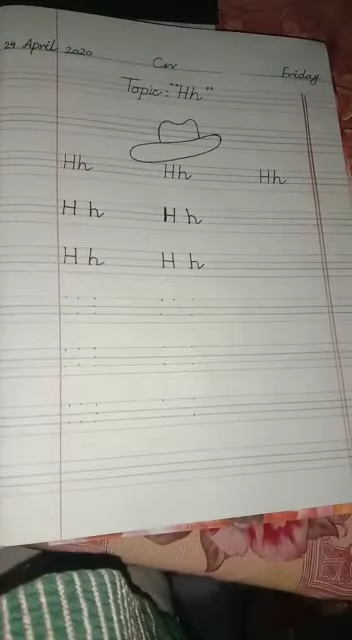 24 April 2020 Cw Friday
Topic: "Hh"
Hh Hh Hh
H h H h
H h H h